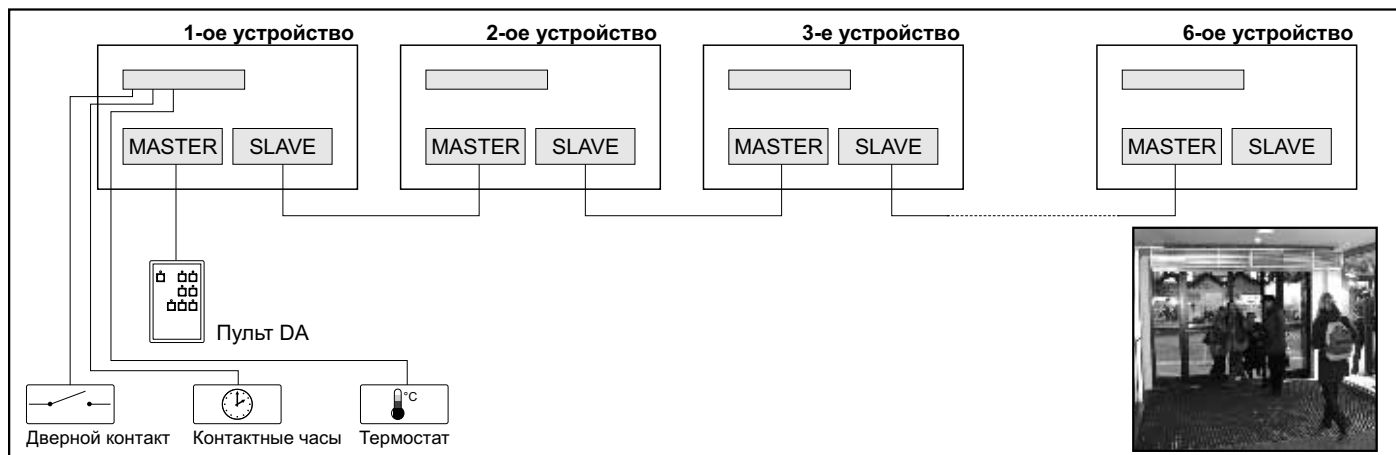 1-ое устройство
2-ое устройство
3-е устройство
6-ое устройство
MASTER SLAVE
MASTER SLAVE
MASTER SLAVE
MASTER SLAVE
Пульт DA
°C
Дверной контакт
Контактные часы
Термостат